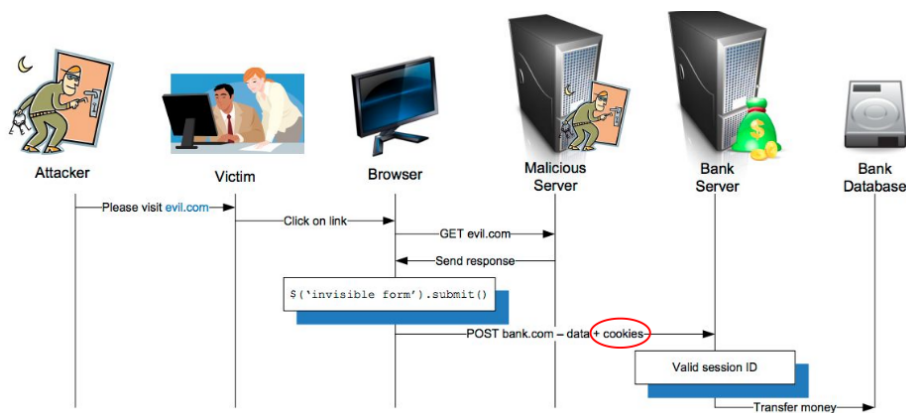 Attacker
Victim
Browser
Malicious
Server
Bank
Server
Bank
Database
Please visit evil.com
Click on link
GET evil.com
Send response
$(‘invisible form’).submit()
POST bank.com – data + cookies
Valid session ID
Transfer money
$